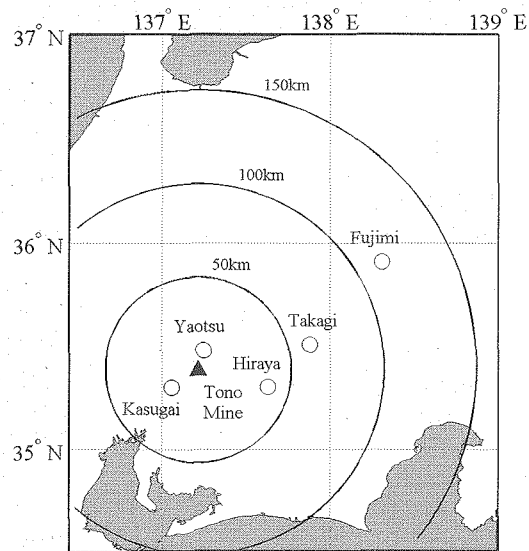 137° E
138° E
139° E
37° N
150km
100km
Fujimi
36° N
50km
Takagi
Yaotsu
Hiraya
Kasugai
Tono
Mine
35° N